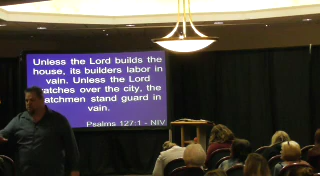 Unless the Lord builds the
house, its builders labor in
vain. Unless the Lord
watches over the city, the
watchmen stand guard in
vain.
Psalms 127:1 - NIV